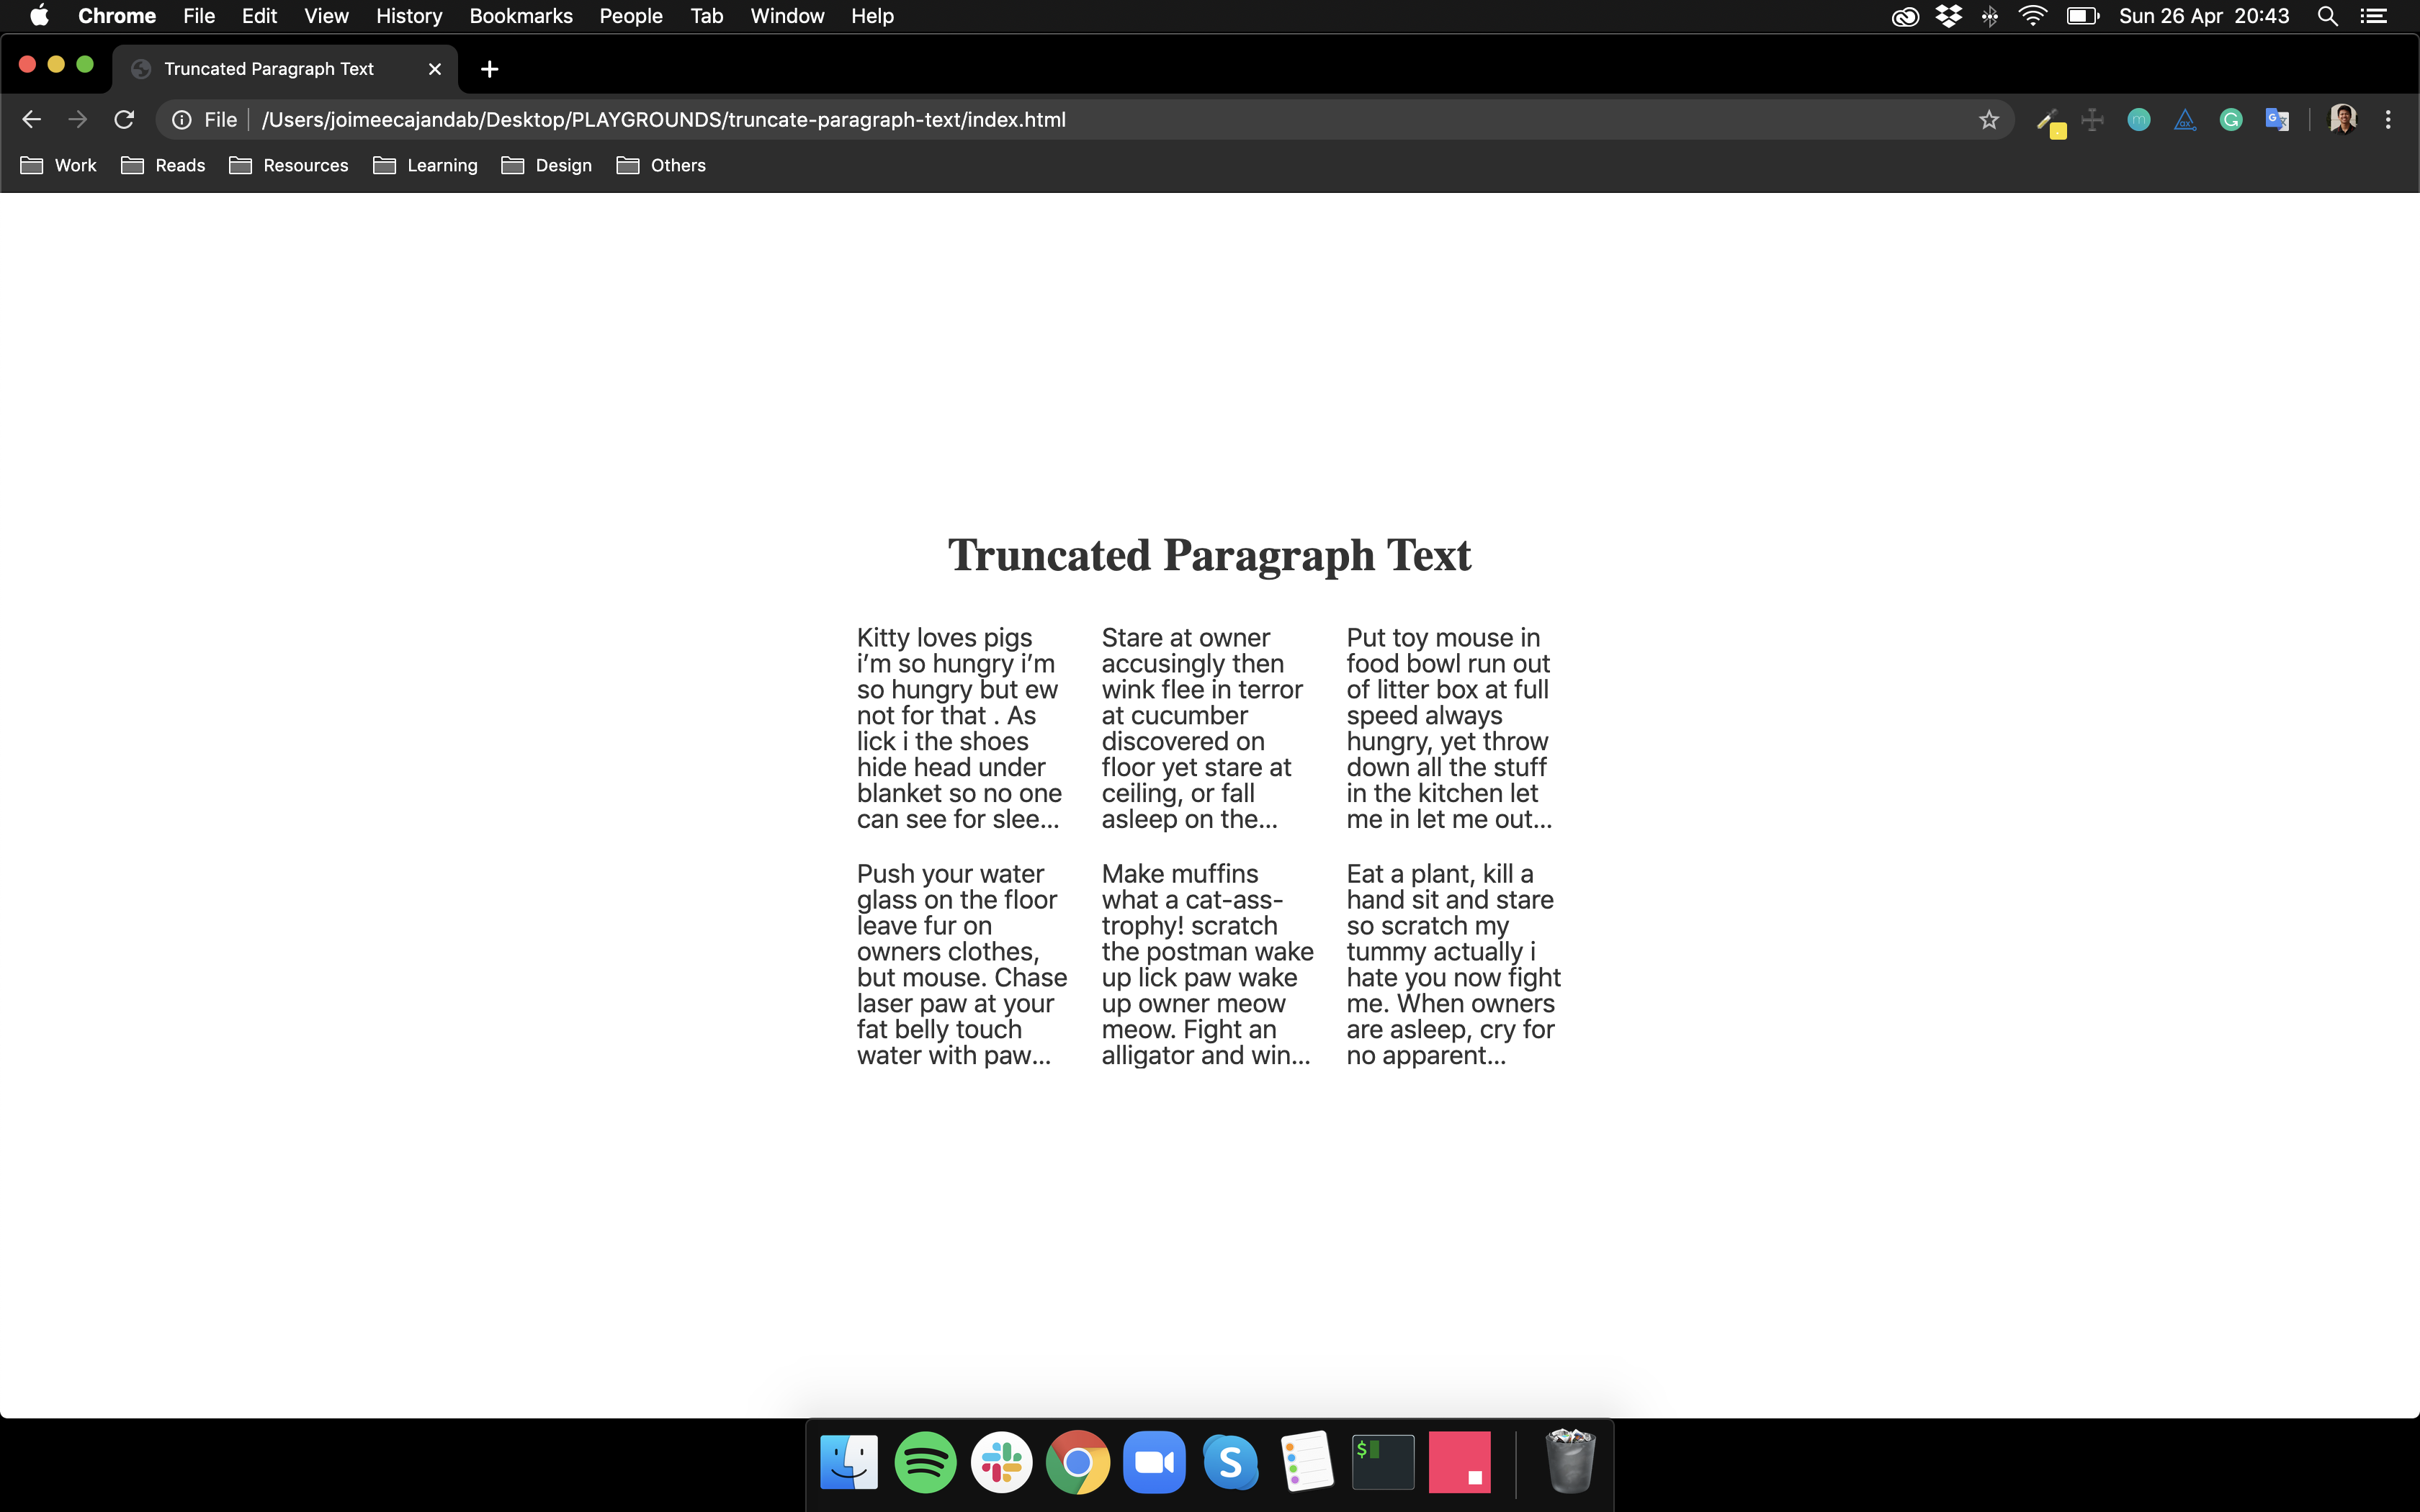 Chrome File Edit View History Bookmarks People Tab Window Help Sun 26 Apr 20:43
Truncated Paragraph Text
File /Users/joimeecajandab/Desktop/PLAYGROUNDS/truncate-paragraph-text/index.html
Work Reads Resources Learning Design Others
Truncated Paragraph Text
Kitty loves pigs
i’m so hungry i’m
so hungry but ew
not for that . As
lick i the shoes
hide head under
blanket so no one
can see for slee...
Stare at owner
accusingly then
wink flee in terror
at cucumber
discovered on
floor yet stare at
ceiling, or fall
asleep on the...
Put toy mouse in
food bowl run out
of litter box at full
speed always
hungry, yet throw
down all the stuff
in the kitchen let
me in let me out...
Push your water
glass on the floor
leave fur on
owners clothes,
but mouse. Chase
laser paw at your
fat belly touch
water with paw...
Make muffins
what a cat-ass-
trophy! scratch
the postman wake
up lick paw wake
up owner meow
meow. Fight an
alligator and win...
Eat a plant, kill a
hand sit and stare
so scratch my
tummy actually i
hate you now fight
me. When owners
are asleep, cry for
no apparent...